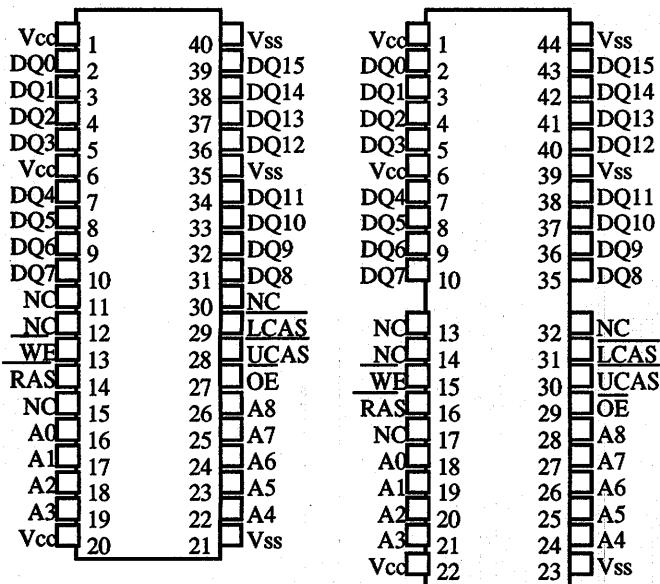 Vcc 1 40 Vss
DQ0 2 39 DQ15
DQ1 3 38 DQ14
DQ2 4 37 DQ13
DQ3 5 36 DQ12
Vcc 6 35 Vss
DQ4 7 34 DQ11
DQ5 8 33 DQ10
DQ6 9 32 DQ9
DQ7 10 31 DQ8
NC 11 30 NC
NC 12 29 LCAS
WE 13 28 UCAS
RAS 14 27 OE
NC 15 26 A8
A0 16 25 A7
A1 17 24 A6
A2 18 23 A5
A3 19 22 A4
Vcc 20 21 Vss
Vcc 1 44 Vss
DQ0 2 43 DQ15
DQ1 3 42 DQ14
DQ2 4 41 DQ13
DQ3 5 40 DQ12
Vcc 6 39 Vss
DQ4 7 38 DQ11
DQ5 8 37 DQ10
DQ6 9 36 DQ9
DQ7 10 35 DQ8
NC 13 32 NC
NC 14 31 LCAS
WE 15 30 UCAS
RAS 16 29 OE
NC 17 28 A8
A0 18 27 A7
A1 19 26 A6
A2 20 25 A5
A3 21 24 A4
Vcc 22 23 Vss